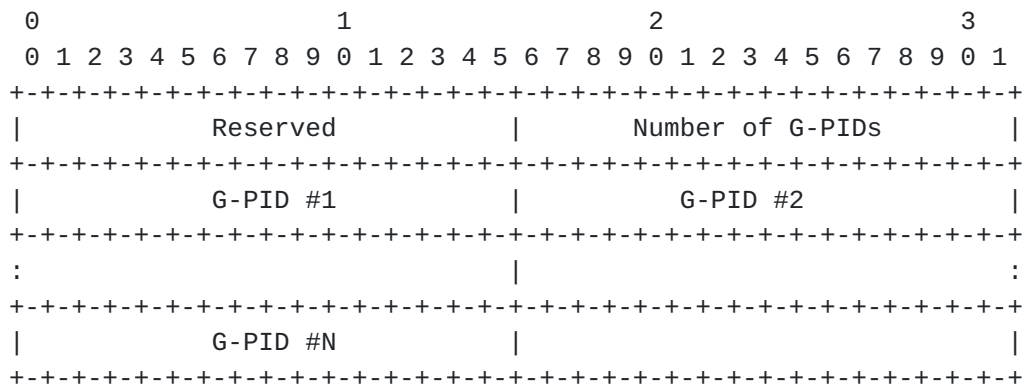 0                   1                   2                   3
 0 1 2 3 4 5 6 7 8 9 0 1 2 3 4 5 6 7 8 9 0 1 2 3 4 5 6 7 8 9 0 1
+-+-+-+-+-+-+-+-+-+-+-+-+-+-+-+-+-+-+-+-+-+-+-+-+-+-+-+-+-+-+-+-+
|            Reserved           |       Number of G-PIDs        |
+-+-+-+-+-+-+-+-+-+-+-+-+-+-+-+-+-+-+-+-+-+-+-+-+-+-+-+-+-+-+-+-+
|            G-PID #1           |          G-PID #2             |
+-+-+-+-+-+-+-+-+-+-+-+-+-+-+-+-+-+-+-+-+-+-+-+-+-+-+-+-+-+-+-+-+
:                               |                               :
+-+-+-+-+-+-+-+-+-+-+-+-+-+-+-+-+-+-+-+-+-+-+-+-+-+-+-+-+-+-+-+-+
|            G-PID #N           |                               |
+-+-+-+-+-+-+-+-+-+-+-+-+-+-+-+-+-+-+-+-+-+-+-+-+-+-+-+-+-+-+-+-+